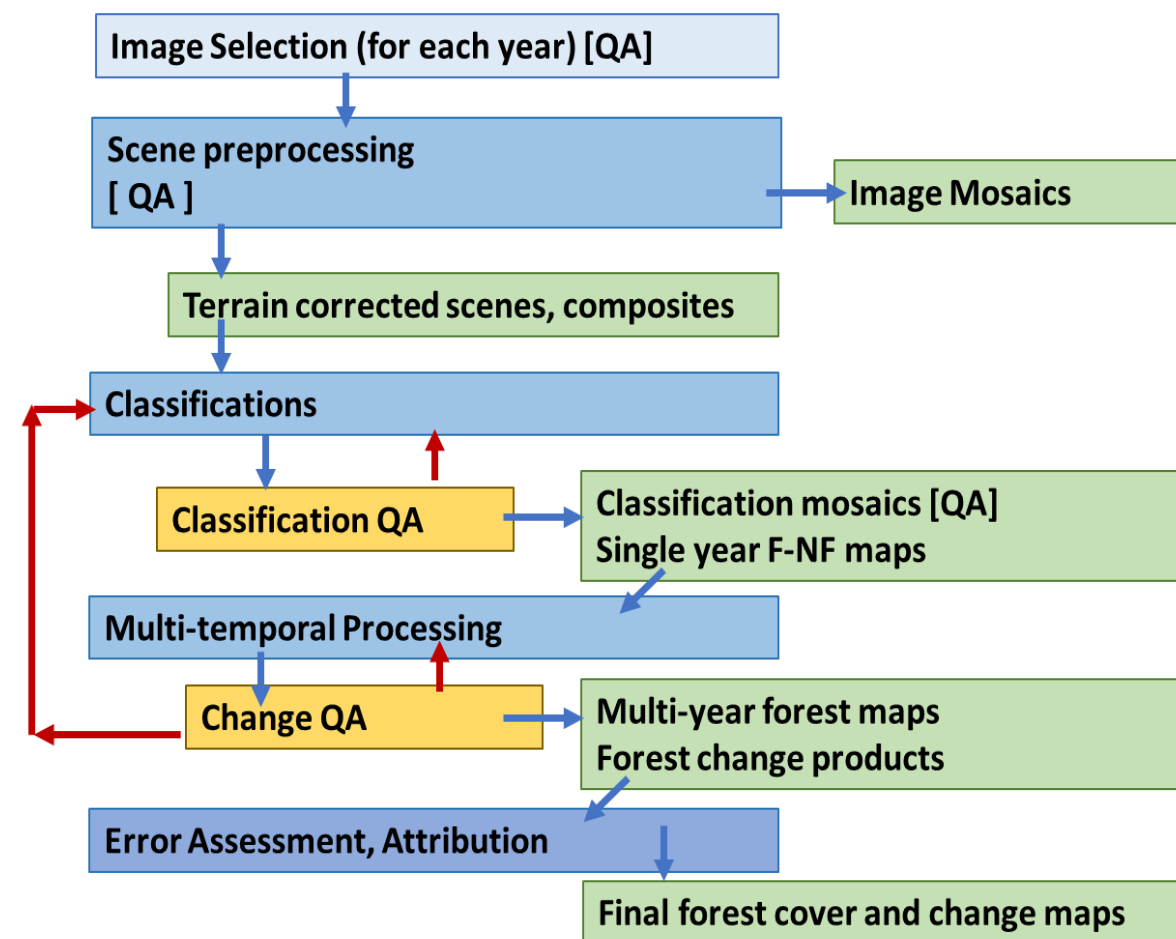 Image Selection (for each year) [QA]
Scene preprocessing
[ QA ]
Image Mosaics
Terrain corrected scenes, composites
Classifications
Classification QA
Classification mosaics [QA]
Single year F-NF maps
Multi-temporal Processing
Change QA
Multi-year forest maps
Forest change products
Error Assessment, Attribution
Final forest cover and change maps